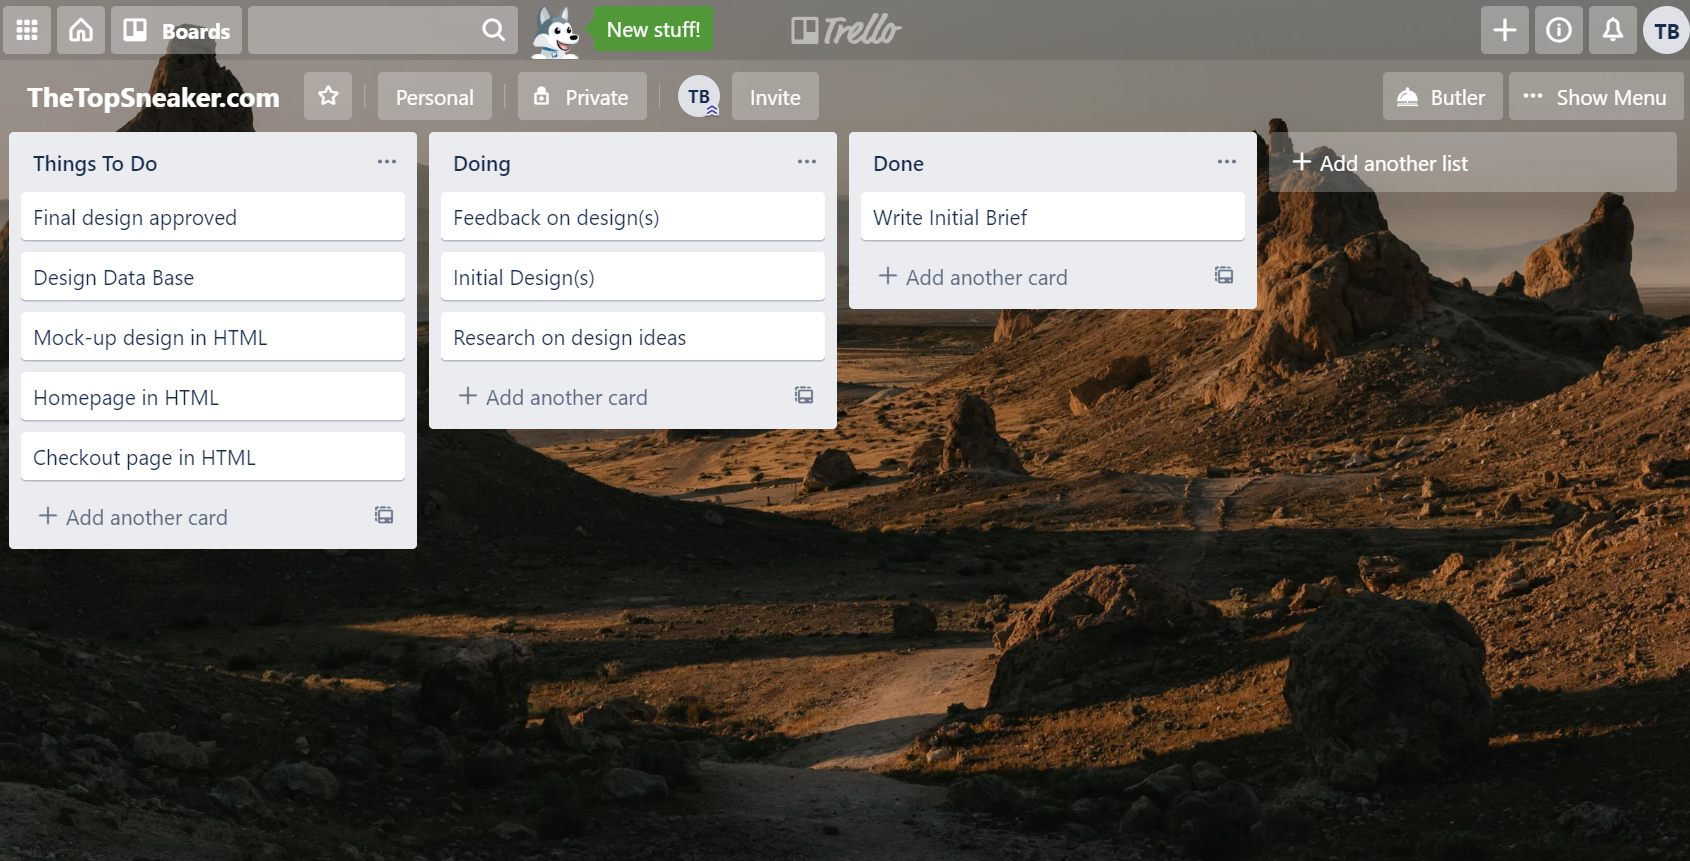 Boards
New stuff!
Trello
TB
TheTopSneaker.com
Personal
Private
TB
Invite
Butler
Show Menu
Things To Do
Final design approved
Design Data Base
Mock-up design in HTML
Homepage in HTML
Checkout page in HTML
Add another card
Doing
Feedback on design(s)
Initial Design(s)
Research on design ideas
Add another card
Done
Write Initial Brief
Add another card
Add another list